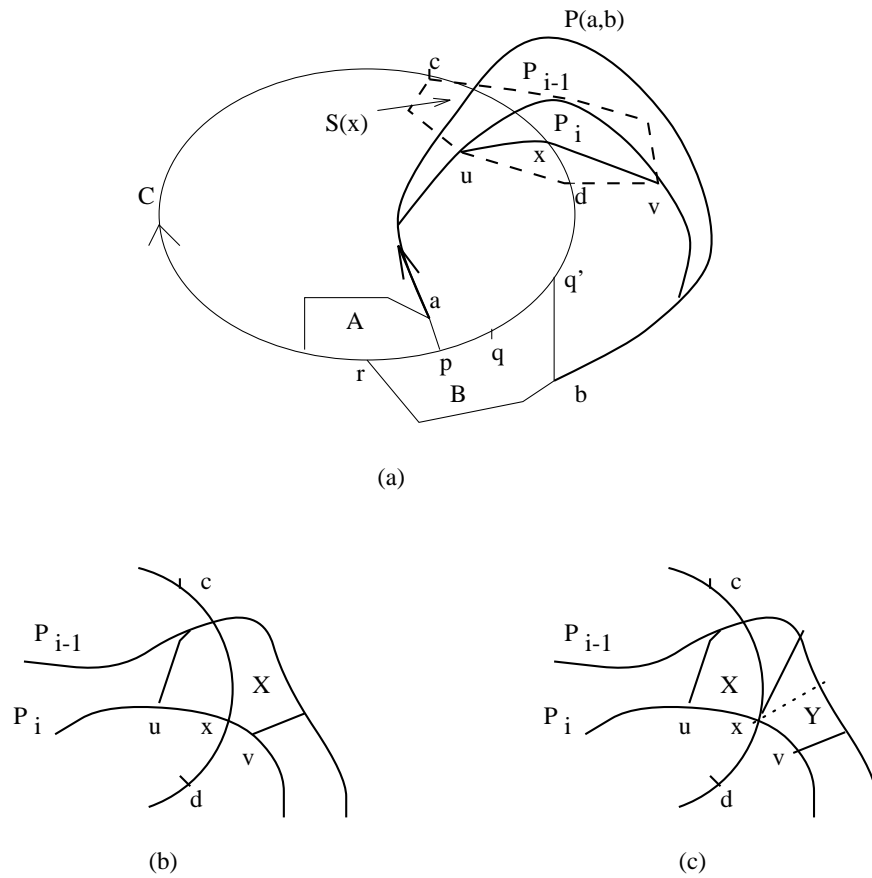 P(a,b)
c
P i-1
S(x)
P i
x
u
d
v
C
q'
a
A
p
q
r
B
b
(a)
c
P i-1
X
P i
u
x
v
d
(b)
c
P i-1
X
Y
P i
u
x
v
d
(c)